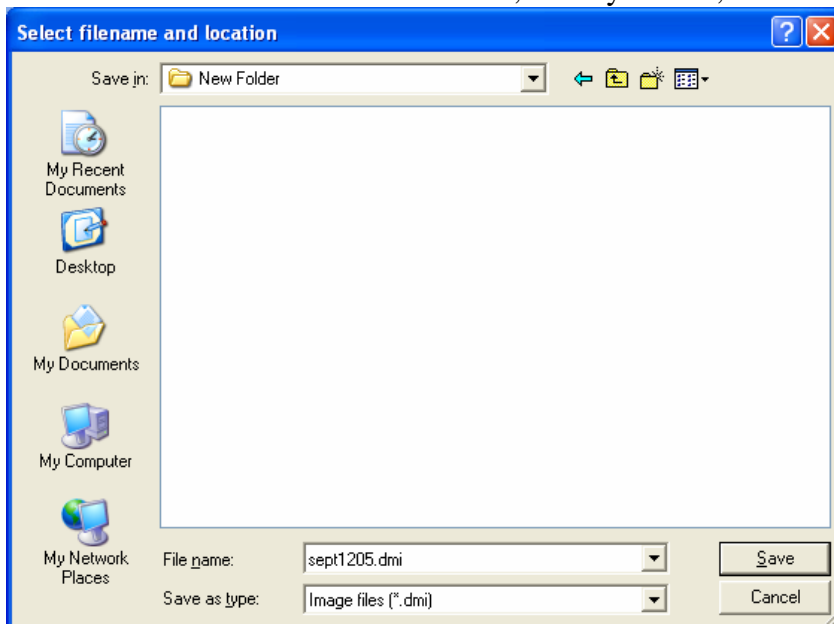 Select filename and location
Save in: New Folder
My Recent
Documents
Desktop
My Documents
My Computer
My Network
Places
File name: sept1205.dmi
Save
Save as type: Image files (*.dmi)
Cancel